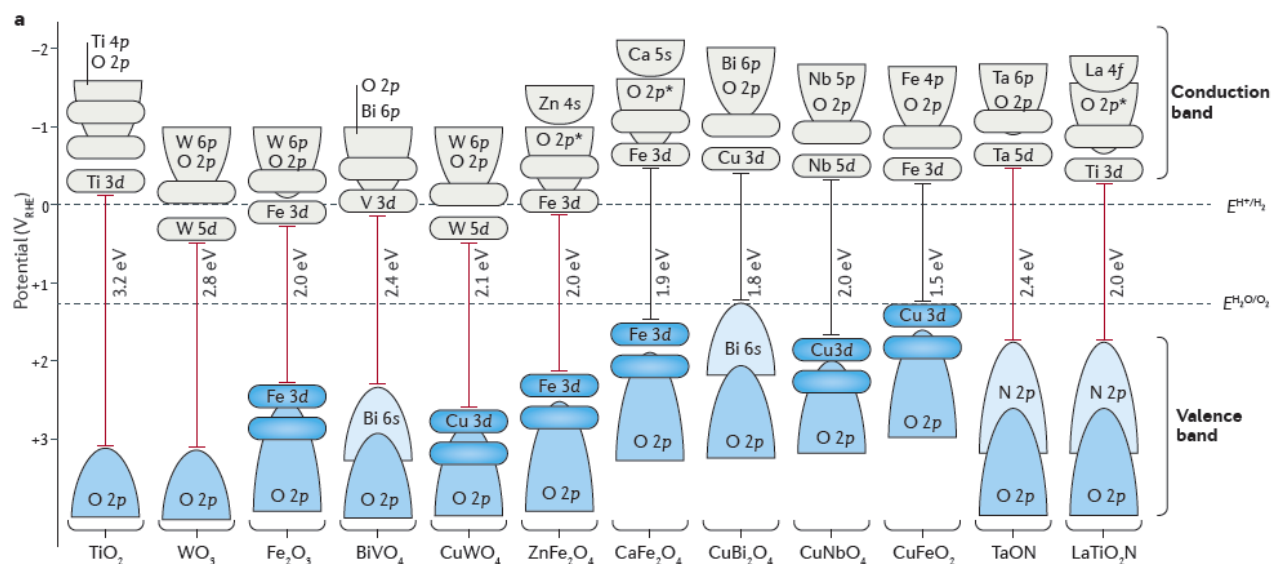 a
Potential (V_RHE)
−2
−1
0
+1
+2
+3
Ti 4p
O 2p
Ti 3d
3.2 eV
O 2p
TiO₂
W 6p
O 2p
W 5d
2.8 eV
O 2p
WO₃
W 6p
O 2p
Fe 3d
2.0 eV
Fe 3d
O 2p
Fe₂O₃
O 2p
Bi 6p
V 3d
2.4 eV
Bi 6s
O 2p
BiVO₄
W 6p
O 2p
W 5d
2.1 eV
Cu 3d
O 2p
CuWO₄
Zn 4s
O 2p*
Fe 3d
2.0 eV
Fe 3d
O 2p
ZnFe₂O₄
Ca 5s
O 2p*
Fe 3d
1.9 eV
Fe 3d
O 2p
CaFe₂O₄
Bi 6p
O 2p
Cu 3d
1.8 eV
Bi 6s
O 2p
CuBi₂O₄
Nb 5p
O 2p
Nb 5d
2.0 eV
Cu3d
O 2p
CuNbO₄
Fe 4p
O 2p
Fe 3d
1.5 eV
Cu 3d
O 2p
CuFeO₂
Ta 6p
O 2p
Ta 5d
2.4 eV
N 2p
O 2p
TaON
La 4f
O 2p*
Ti 3d
2.0 eV
N 2p
O 2p
LaTiO₂N
Conduction
band
E^H⁺/H₂
E^H₂O/O₂
Valence
band